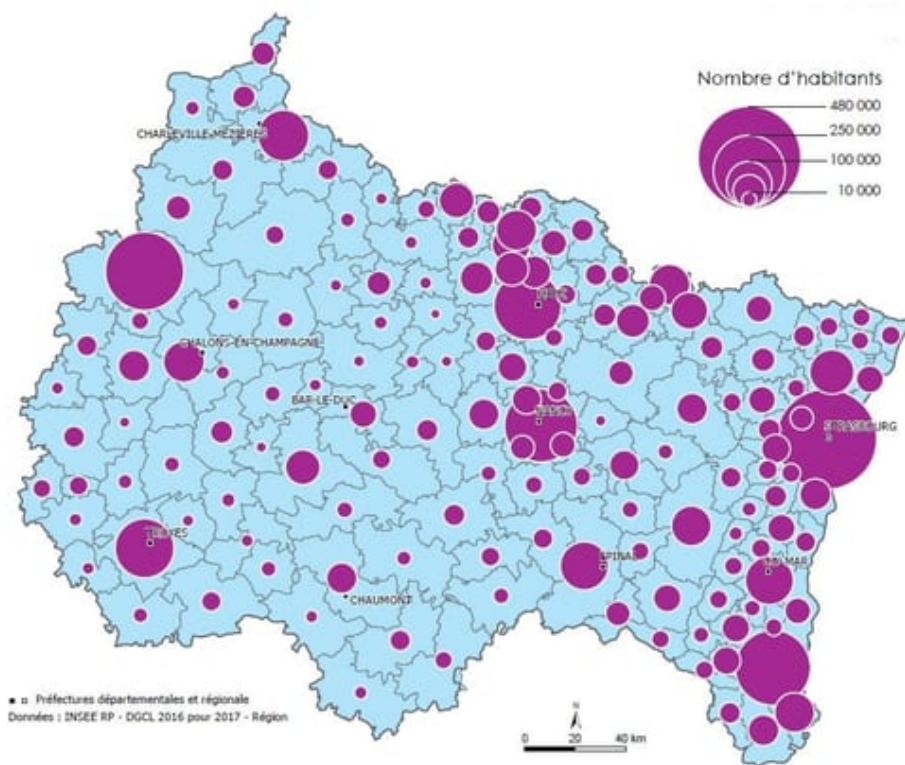 Nombre d'habitants
480 000
250 000
100 000
10 000
CHARLEVILLE-MEZIERES
CHALONS-EN-CHAMPAGNE
BAR-LE-DUC
NANCY
STRASBOURG
TROYES
EPINAL
COLMAR
CHAUMONT
Préfectures départementales et régionale
Données : INSEE RP - DGCL 2016 pour 2017 - Région
N
0 20 40 km